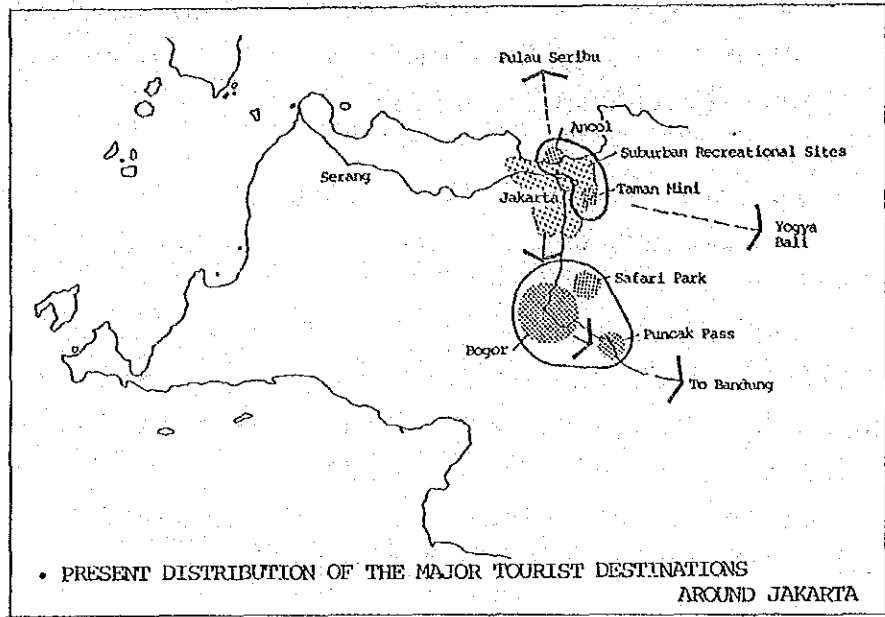 Pulau Seribu
Ancol
Suburban Recreational Sites
Serang
Taman Mini
Jakarta
Yogya
Bali
Safari Park
Puncak Pass
Bogor
To Bandung
• PRESENT DISTRIBUTION OF THE MAJOR TOURIST DESTINATIONS
AROUND JAKARTA